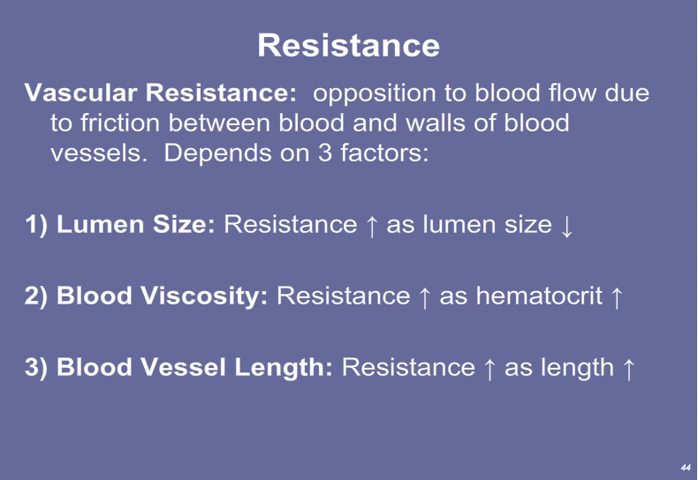 Resistance
Vascular Resistance:  opposition to blood flow due
to friction between blood and walls of blood
vessels.  Depends on 3 factors:
1) Lumen Size: Resistance ↑ as lumen size ↓
2) Blood Viscosity: Resistance ↑ as hematocrit ↑
3) Blood Vessel Length: Resistance ↑ as length ↑
44